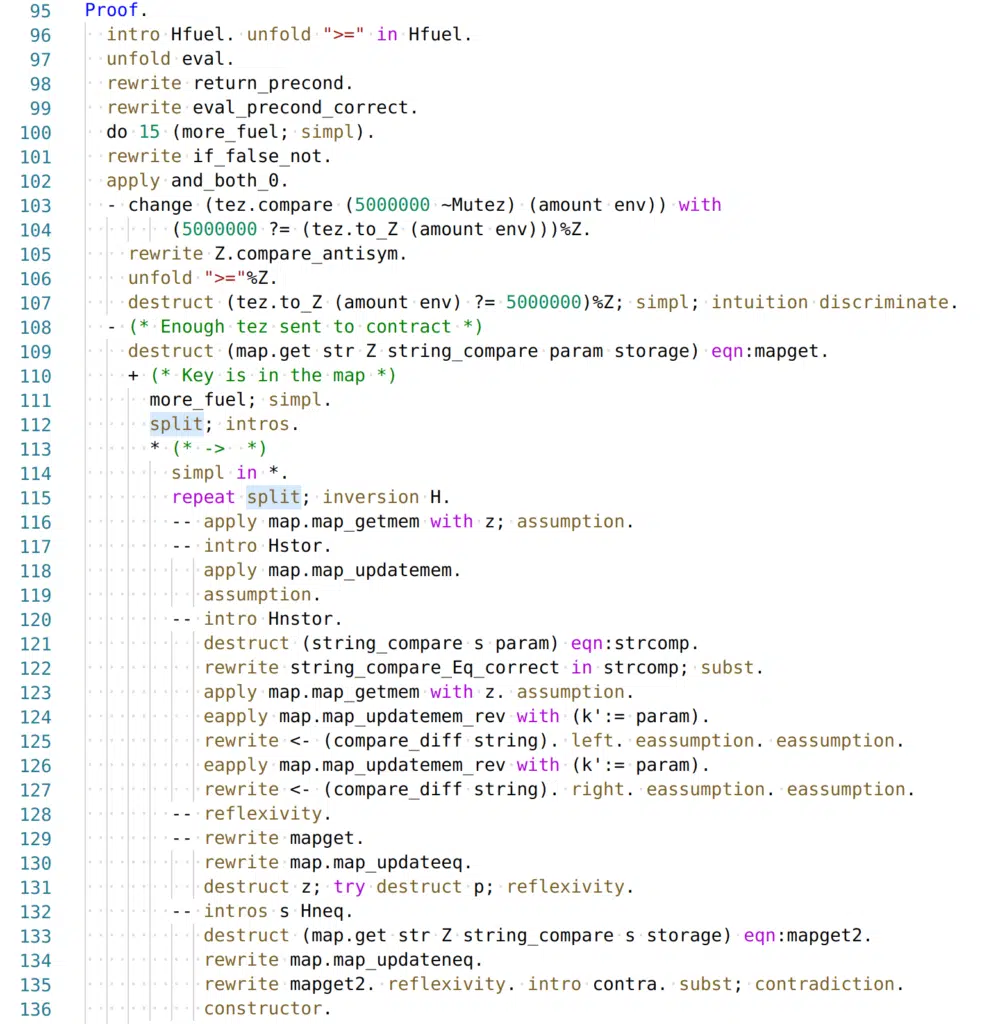 95 Proof.
96 intro Hfuel. unfold ">=" in Hfuel.
97 unfold eval.
98 rewrite return_precond.
99 rewrite eval_precond_correct.
100 do 15 (more_fuel; simpl).
101 rewrite if_false_not.
102 apply and_both_0.
103 - change (tez.compare (5000000 ~Mutez) (amount env)) with
104 (5000000 ?= (tez.to_Z (amount env)))%Z.
105 rewrite Z.compare_antisym.
106 unfold ">="%Z.
107 destruct (tez.to_Z (amount env) ?= 5000000)%Z; simpl; intuition discriminate.
108 - (* Enough tez sent to contract *)
109 destruct (map.get str Z string_compare param storage) eqn:mapget.
110 + (* Key is in the map *)
111 more_fuel; simpl.
112 split; intros.
113 * (* -> *)
114 simpl in *.
115 repeat split; inversion H.
116 -- apply map.map_getmem with z; assumption.
117 -- intro Hstor.
118 apply map.map_updatemem.
119 assumption.
120 -- intro Hnstor.
121 destruct (string_compare s param) eqn:strcomp.
122 rewrite string_compare_Eq_correct in strcomp; subst.
123 apply map.map_getmem with z. assumption.
124 eapply map.map_updatemem_rev with (k':= param).
125 rewrite <- (compare_diff string). left. eassumption. eassumption.
126 eapply map.map_updatemem_rev with (k':= param).
127 rewrite <- (compare_diff string). right. eassumption. eassumption.
128 -- reflexivity.
129 -- rewrite mapget.
130 rewrite map.map_updateeq.
131 destruct z; try destruct p; reflexivity.
132 -- intros s Hneq.
133 destruct (map.get str Z string_compare s storage) eqn:mapget2.
134 rewrite map.map_updateneq.
135 rewrite mapget2. reflexivity. intro contra. subst; contradiction.
136 constructor.